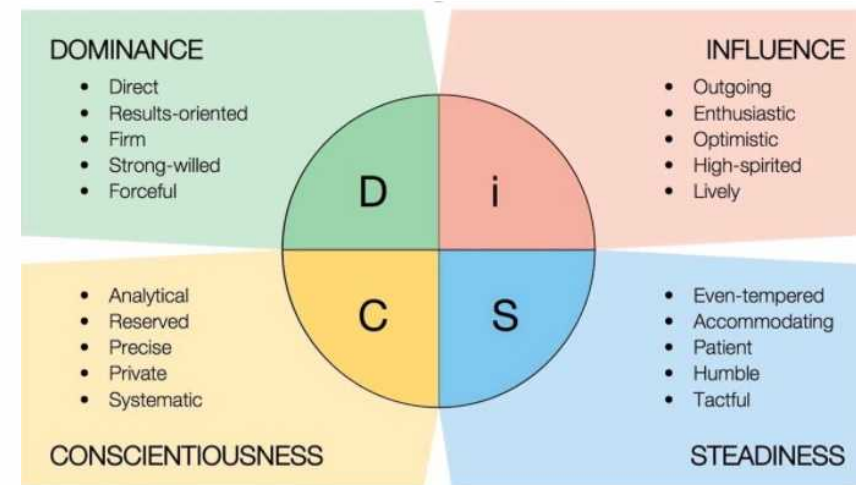 DOMINANCE
• Direct
• Results-oriented
• Firm
• Strong-willed
• Forceful
INFLUENCE
• Outgoing
• Enthusiastic
• Optimistic
• High-spirited
• Lively
D
i
C
S
• Analytical
• Reserved
• Precise
• Private
• Systematic
CONSCIENTIOUSNESS
• Even-tempered
• Accommodating
• Patient
• Humble
• Tactful
STEADINESS